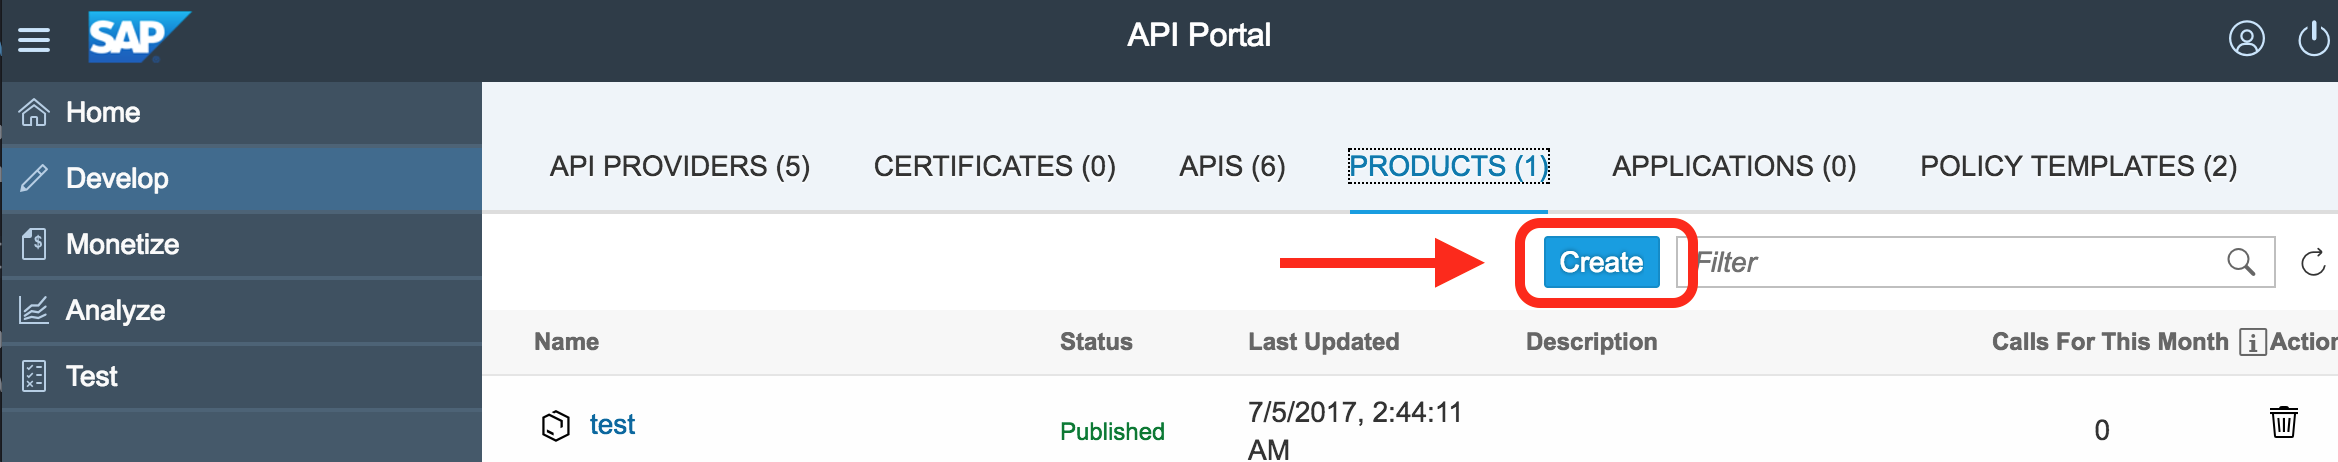 SAP
API Portal
Home
Develop
Monetize
Analyze
Test
API PROVIDERS (5) CERTIFICATES (0) APIS (6) PRODUCTS (1) APPLICATIONS (0) POLICY TEMPLATES (2)
Create Filter
Name Status Last Updated Description Calls For This Month i Action
test Published 7/5/2017, 2:44:11 AM 0